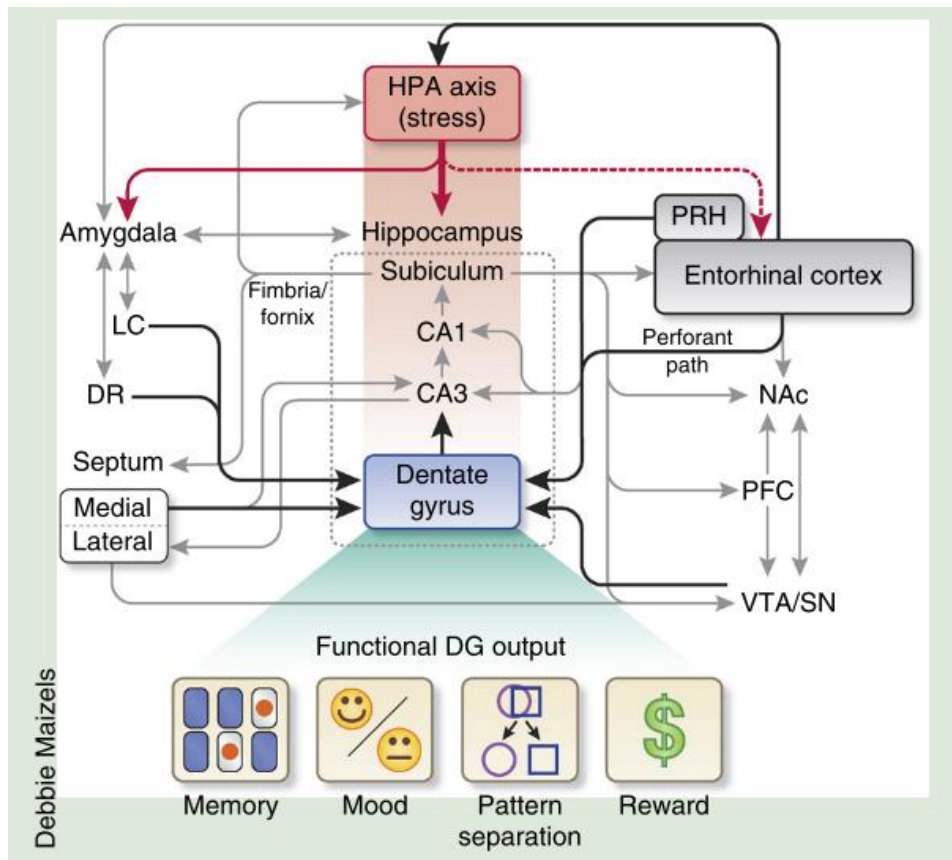 HPA axis
(stress)
PRH
Amygdala
Hippocampus
Entorhinal cortex
Subiculum
Fimbria/
fornix
LC
CA1
Perforant
path
DR
CA3
NAc
Septum
Dentate
gyrus
PFC
Medial
Lateral
VTA/SN
Functional DG output
$
Memory
Mood
Pattern
separation
Reward
Debbie Maizels